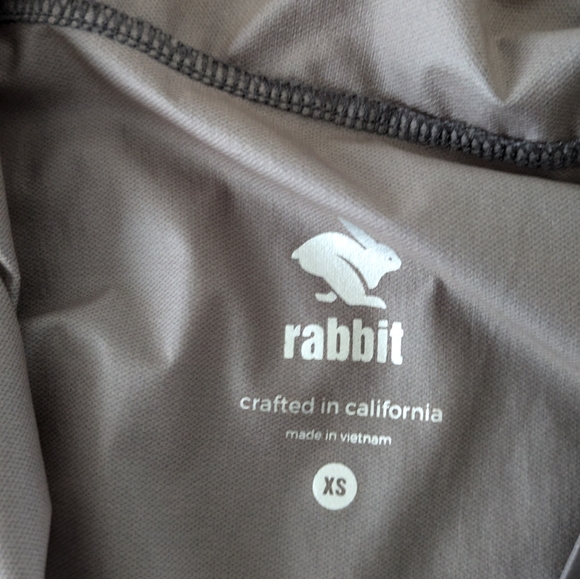 rabbit
crafted in california
made in vietnam
XS